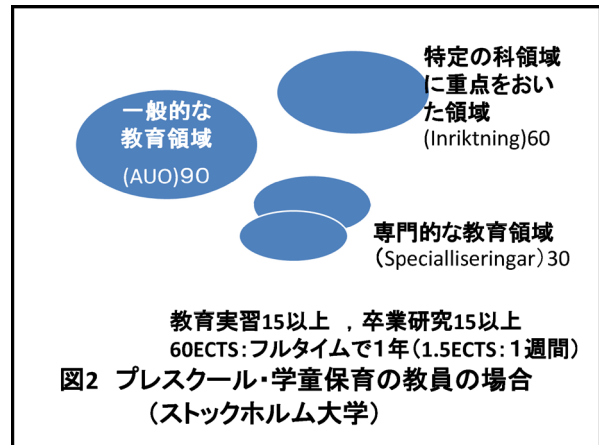 一般的な
教育領域
(AUO)90
特定の科領域
に重点をおい
た領域
(Inriktning)60
専門的な教育領域
(Specialliseringar)30
教育実習15以上 , 卒業研究15以上
60ECTS:フルタイムで1年(1.5ECTS:1週間)
図2 プレスクール・学童保育の教員の場合
(ストックホルム大学)